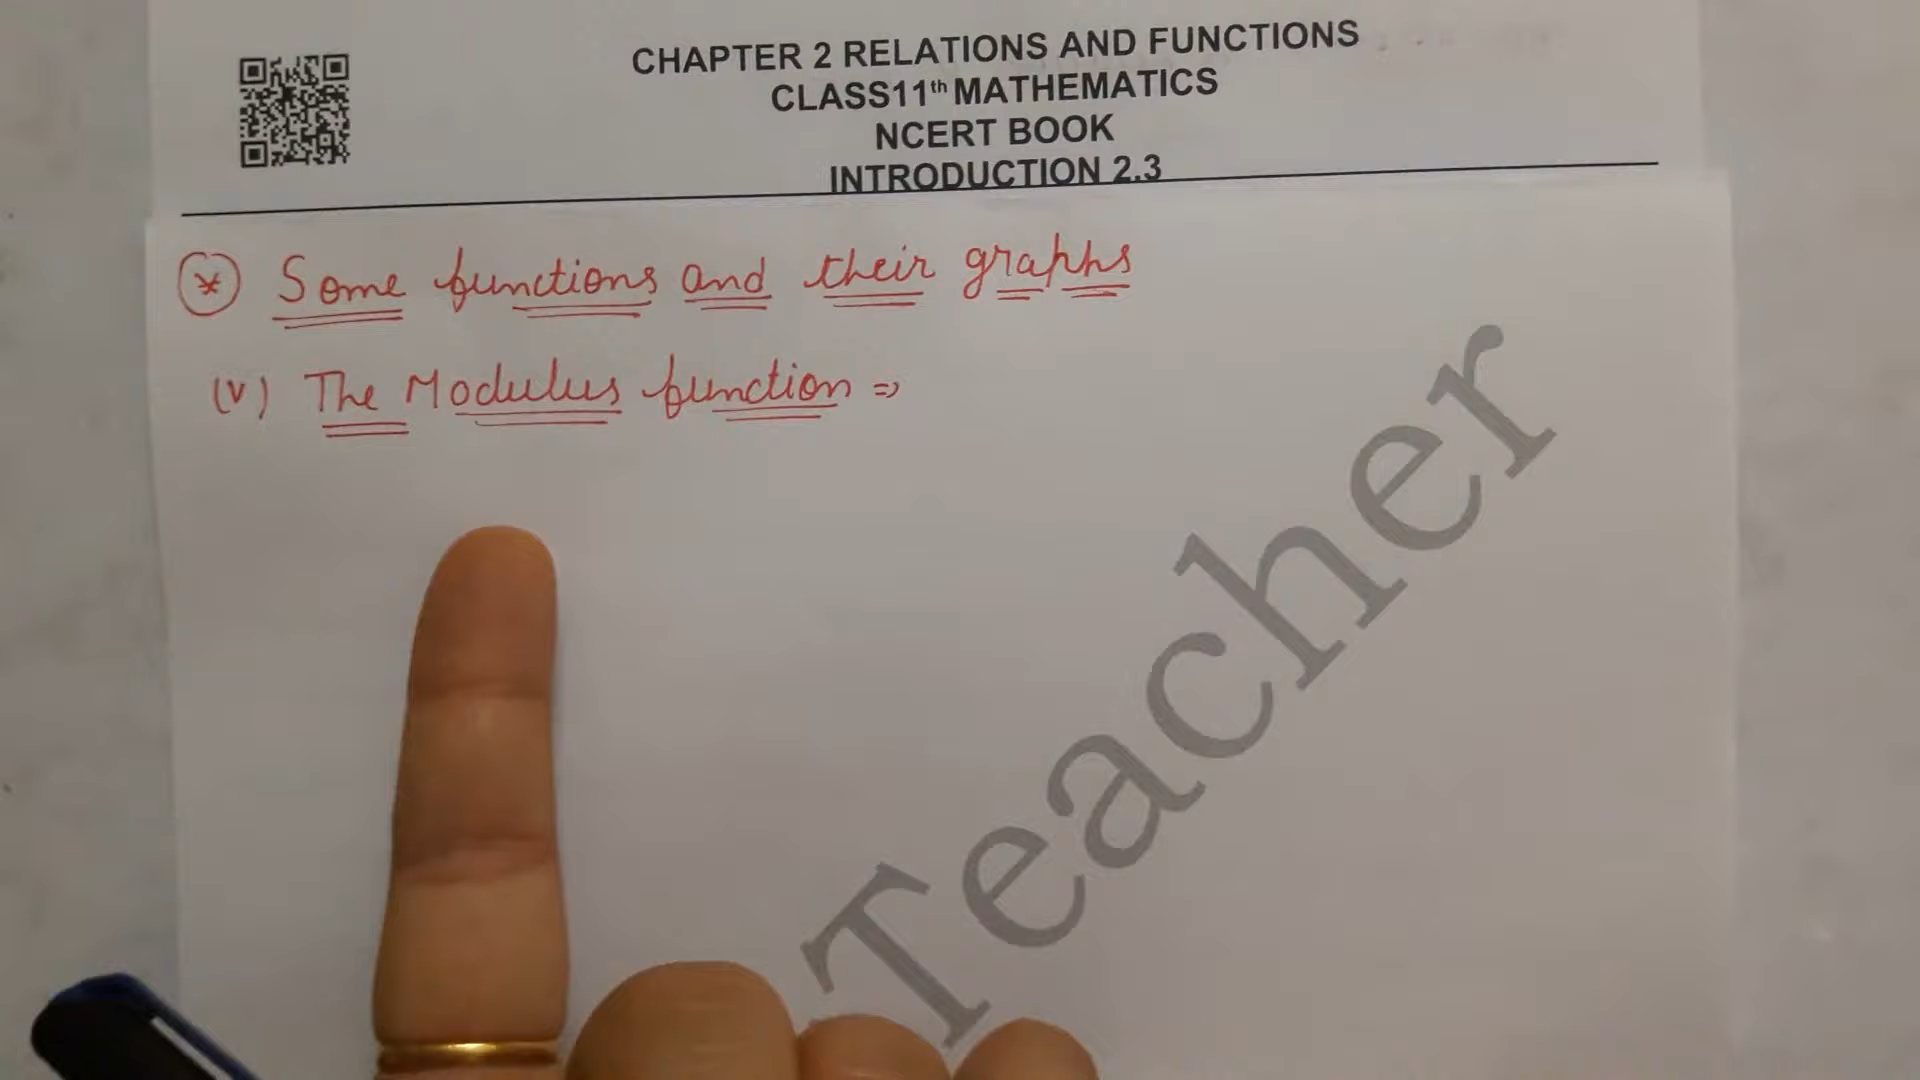 CHAPTER 2 RELATIONS AND FUNCTIONS
CLASS11th MATHEMATICS
NCERT BOOK
INTRODUCTION 2.3
* Some functions and their graphs
(V) The Modulus function ⇒
Teacher